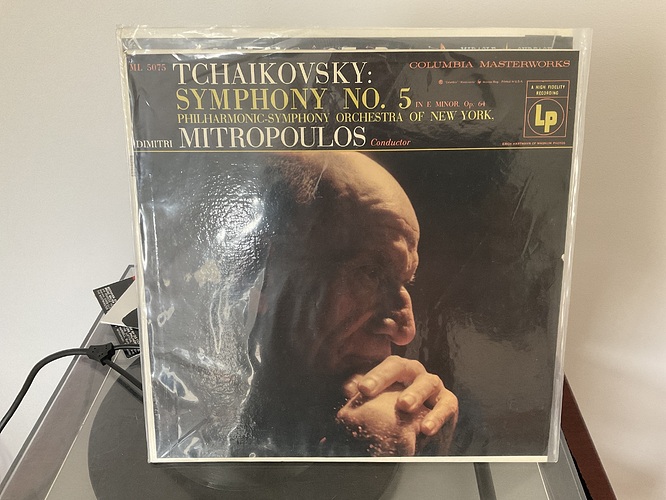 ML 5075 TCHAIKOVSKY: COLUMBIA MASTERWORKS
SYMPHONY NO. 5 IN E MINOR Op. 64
PHILHARMONIC-SYMPHONY ORCHESTRA OF NEW YORK.
DIMITRI MITROPOULOS Conductor
A HIGH FIDELITY
RECORDING
Lp